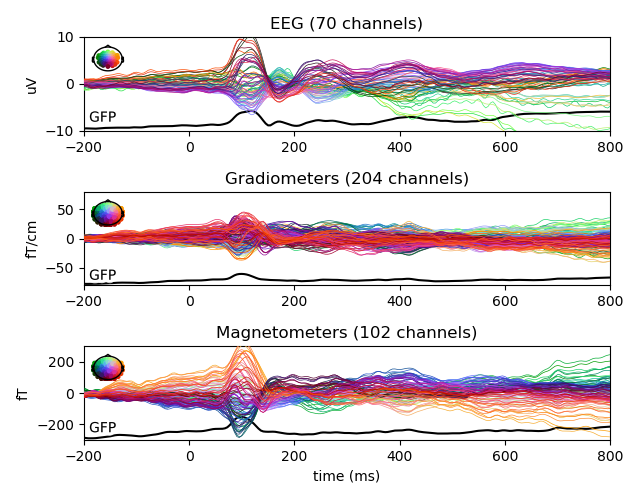 EEG (70 channels)
10
0
−10
uV
GFP
−200 0 200 400 600 800
Gradiometers (204 channels)
50
0
−50
fT/cm
GFP
−200 0 200 400 600 800
Magnetometers (102 channels)
200
0
−200
fT
GFP
−200 0 200 400 600 800
time (ms)